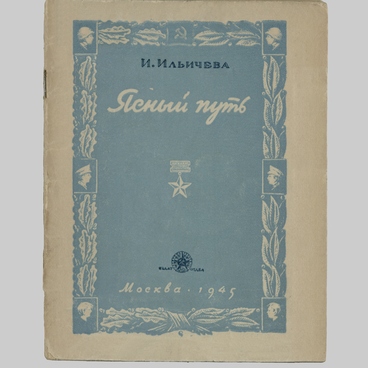 И. Ильичева
Ясный путь
Москва · 1945